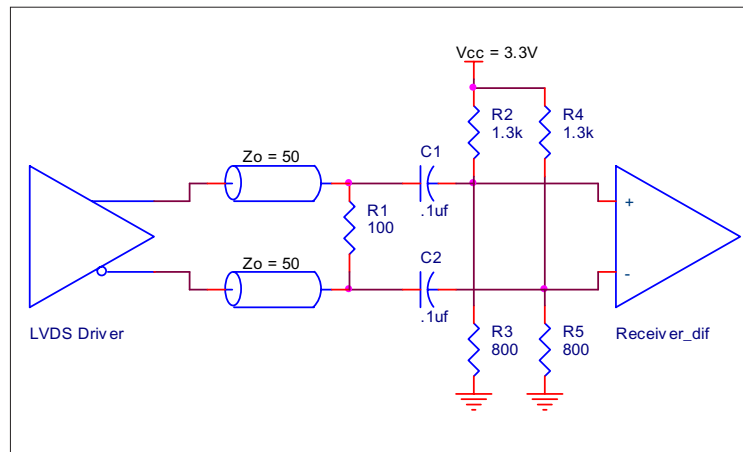 Vcc = 3.3V
R2
1.3k
R4
1.3k
Zo = 50
C1
.1uf
R1
100
+
Zo = 50
C2
.1uf
-
LVDS Driver
R3
800
R5
800
Receiver_dif